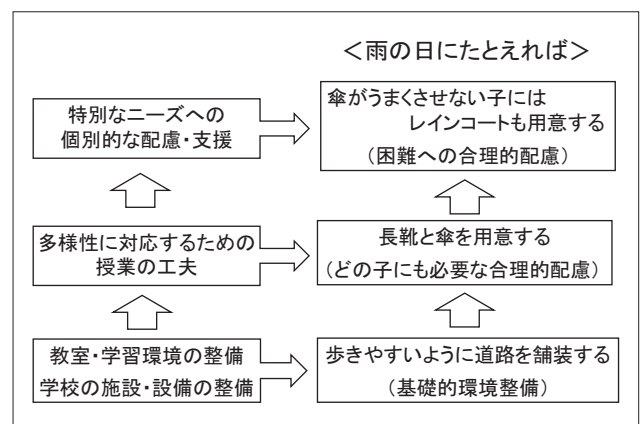 ＜雨の日にたとえれば＞
特別なニーズへの
個別的な配慮・支援
傘がうまくさせない子には
レインコートも用意する
（困難への合理的配慮）
多様性に対応するための
授業の工夫
長靴と傘を用意する
（どの子にも必要な合理的配慮）
教室・学習環境の整備
学校の施設・設備の整備
歩きやすいように道路を舗装する
（基礎的環境整備）